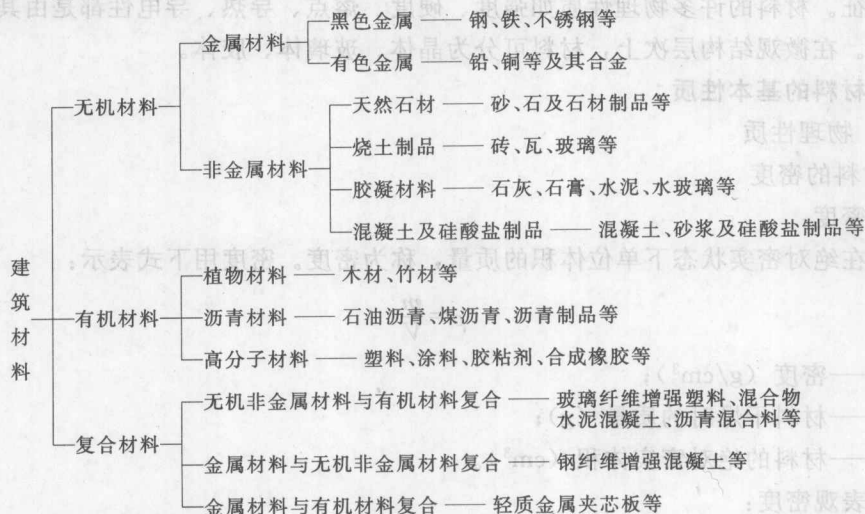 黑色金属——钢、铁、不锈钢等
金属材料
有色金属——铅、铜等及其合金
无机材料
天然石材——砂、石及石材制品等
烧土制品——砖、瓦、玻璃等
非金属材料
胶凝材料——石灰、石膏、水泥、水玻璃等
混凝土及硅酸盐制品——混凝土、砂浆及硅酸盐制品等
建筑材料
植物材料——木材、竹材等
有机材料
沥青材料——石油沥青、煤沥青、沥青制品等
高分子材料——塑料、涂料、胶粘剂、合成橡胶等
无机非金属材料与有机材料复合——玻璃纤维增强塑料、混合物
水泥混凝土、沥青混合料等
复合材料
金属材料与无机非金属材料复合——钢纤维增强混凝土等
金属材料与有机材料复合——轻质金属夹芯板等